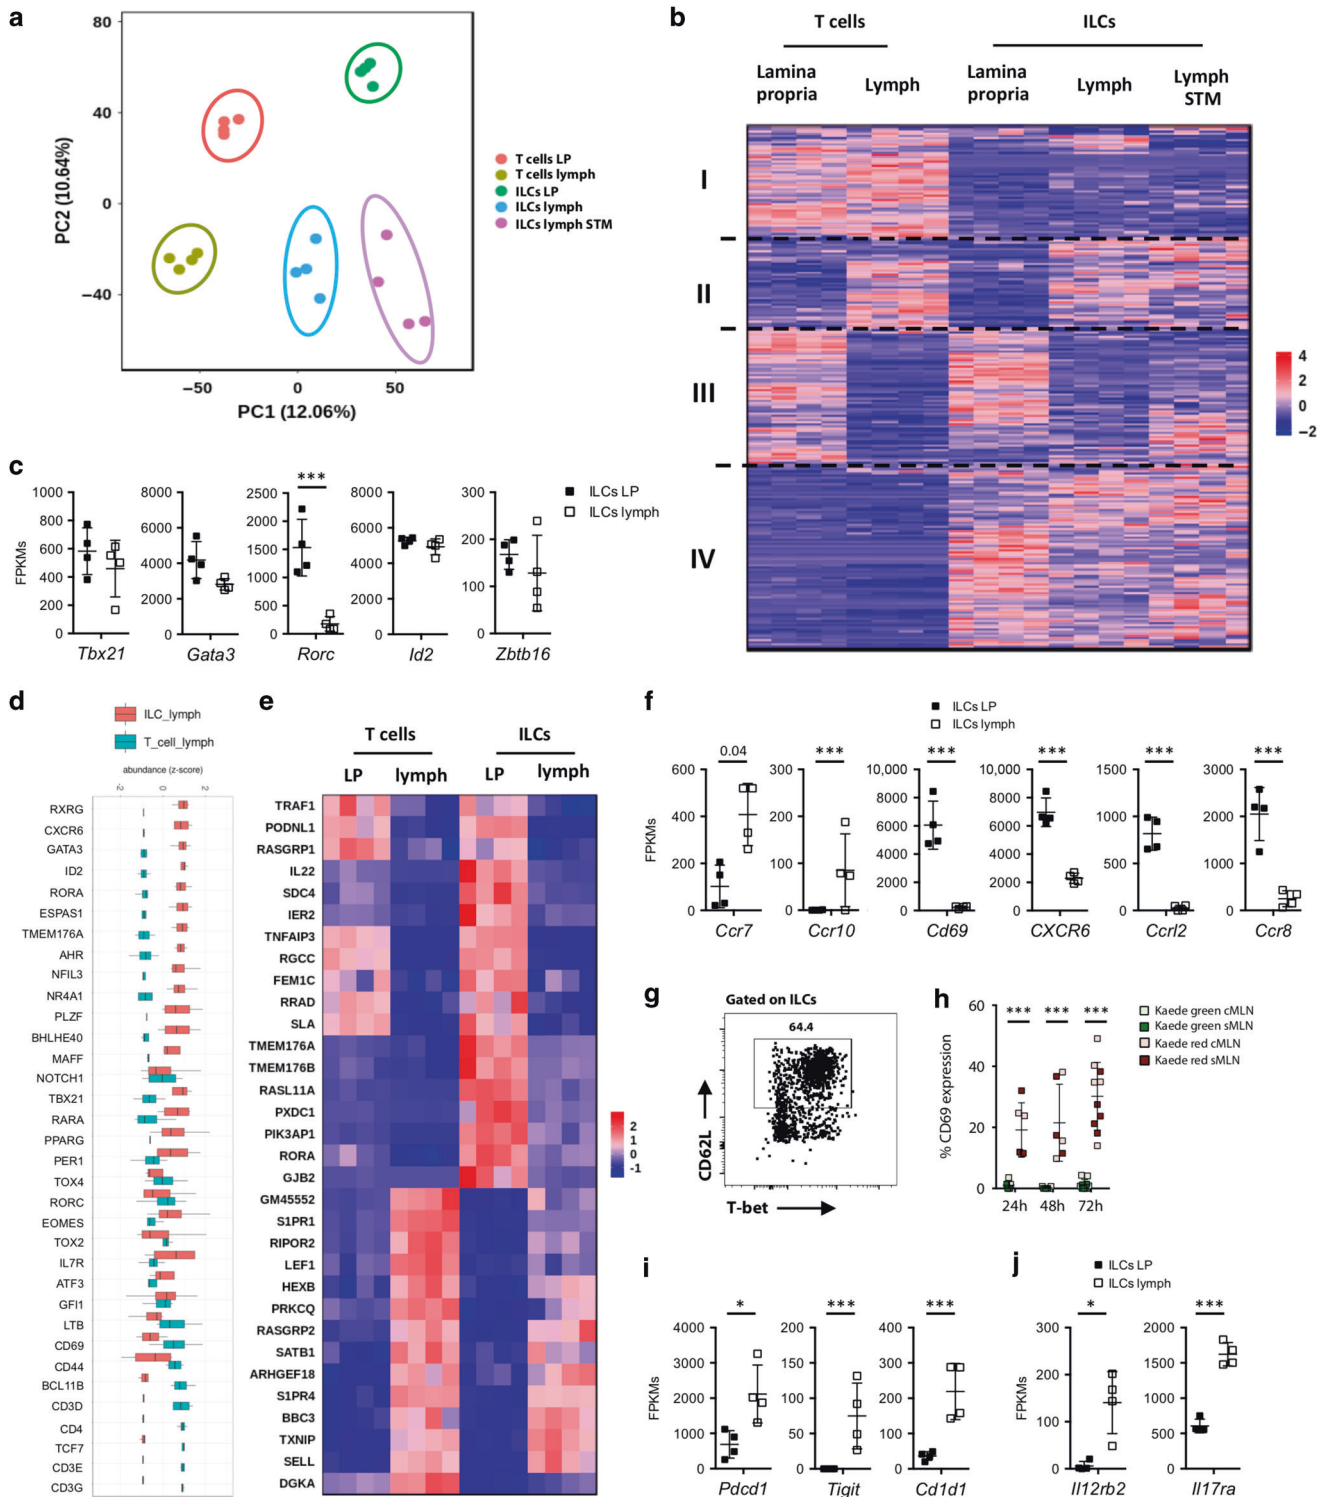 a
80
40
0
−40
−50
0
50
PC2 (10.64%)
PC1 (12.06%)
T cells LP
T cells lymph
ILCs LP
ILCs lymph
ILCs lymph STM
b
T cells
ILCs
Lamina propria
Lymph
Lamina propria
Lymph
Lymph STM
I
II
III
IV
4
2
0
−2
c
FPKMs
1000
800
600
400
200
0
Tbx21
8000
6000
4000
2000
0
Gata3
***
2500
2000
1500
1000
500
0
Rorc
8000
6000
4000
2000
0
Id2
300
200
100
0
Zbtb16
ILCs LP
ILCs lymph
d
ILC_lymph
T_cell_lymph
abundance (z-score)
-2
0
2
RXRG
CXCR6
GATA3
ID2
RORA
ESPAS1
TMEM176A
AHR
NFIL3
NR4A1
PLZF
BHLHE40
MAFF
NOTCH1
TBX21
RARA
PPARG
PER1
TOX4
RORC
EOMES
TOX2
IL7R
ATF3
GFI1
LTB
CD69
CD44
BCL11B
CD3D
CD4
TCF7
CD3E
CD3G
e
T cells
ILCs
LP
lymph
LP
lymph
TRAF1
PODNL1
RASGRP1
IL22
SDC4
IER2
TNFAIP3
RGCC
FEM1C
RRAD
SLA
TMEM176A
TMEM176B
RASL11A
PXDC1
PIK3AP1
RORA
GJB2
GM45552
S1PR1
RIPOR2
LEF1
HEXB
PRKCQ
RASGRP2
SATB1
ARHGEF18
S1PR4
BBC3
TXNIP
SELL
DGKA
2
1
0
-1
f
ILCs LP
ILCs lymph
FPKMs
0.04
600
400
200
0
Ccr7
***
300
200
100
0
Ccr10
***
10,000
8000
6000
4000
2000
0
Cd69
***
10,000
8000
6000
4000
2000
0
CXCR6
***
1500
1000
500
0
Ccrl2
***
3000
2000
1000
0
Ccr8
g
Gated on ILCs
64.4
CD62L
T-bet
h
% CD69 expression
60
40
20
0
***
***
***
24h
48h
72h
Kaede green cMLN
Kaede green sMLN
Kaede red cMLN
Kaede red sMLN
i
FPKMs
*
4000
3000
2000
1000
0
Pdcd1
***
200
150
100
50
0
Tigit
***
400
300
200
100
0
Cd1d1
j
ILCs LP
ILCs lymph
*
300
200
100
0
Il12rb2
***
2000
1500
1000
500
0
Il17ra